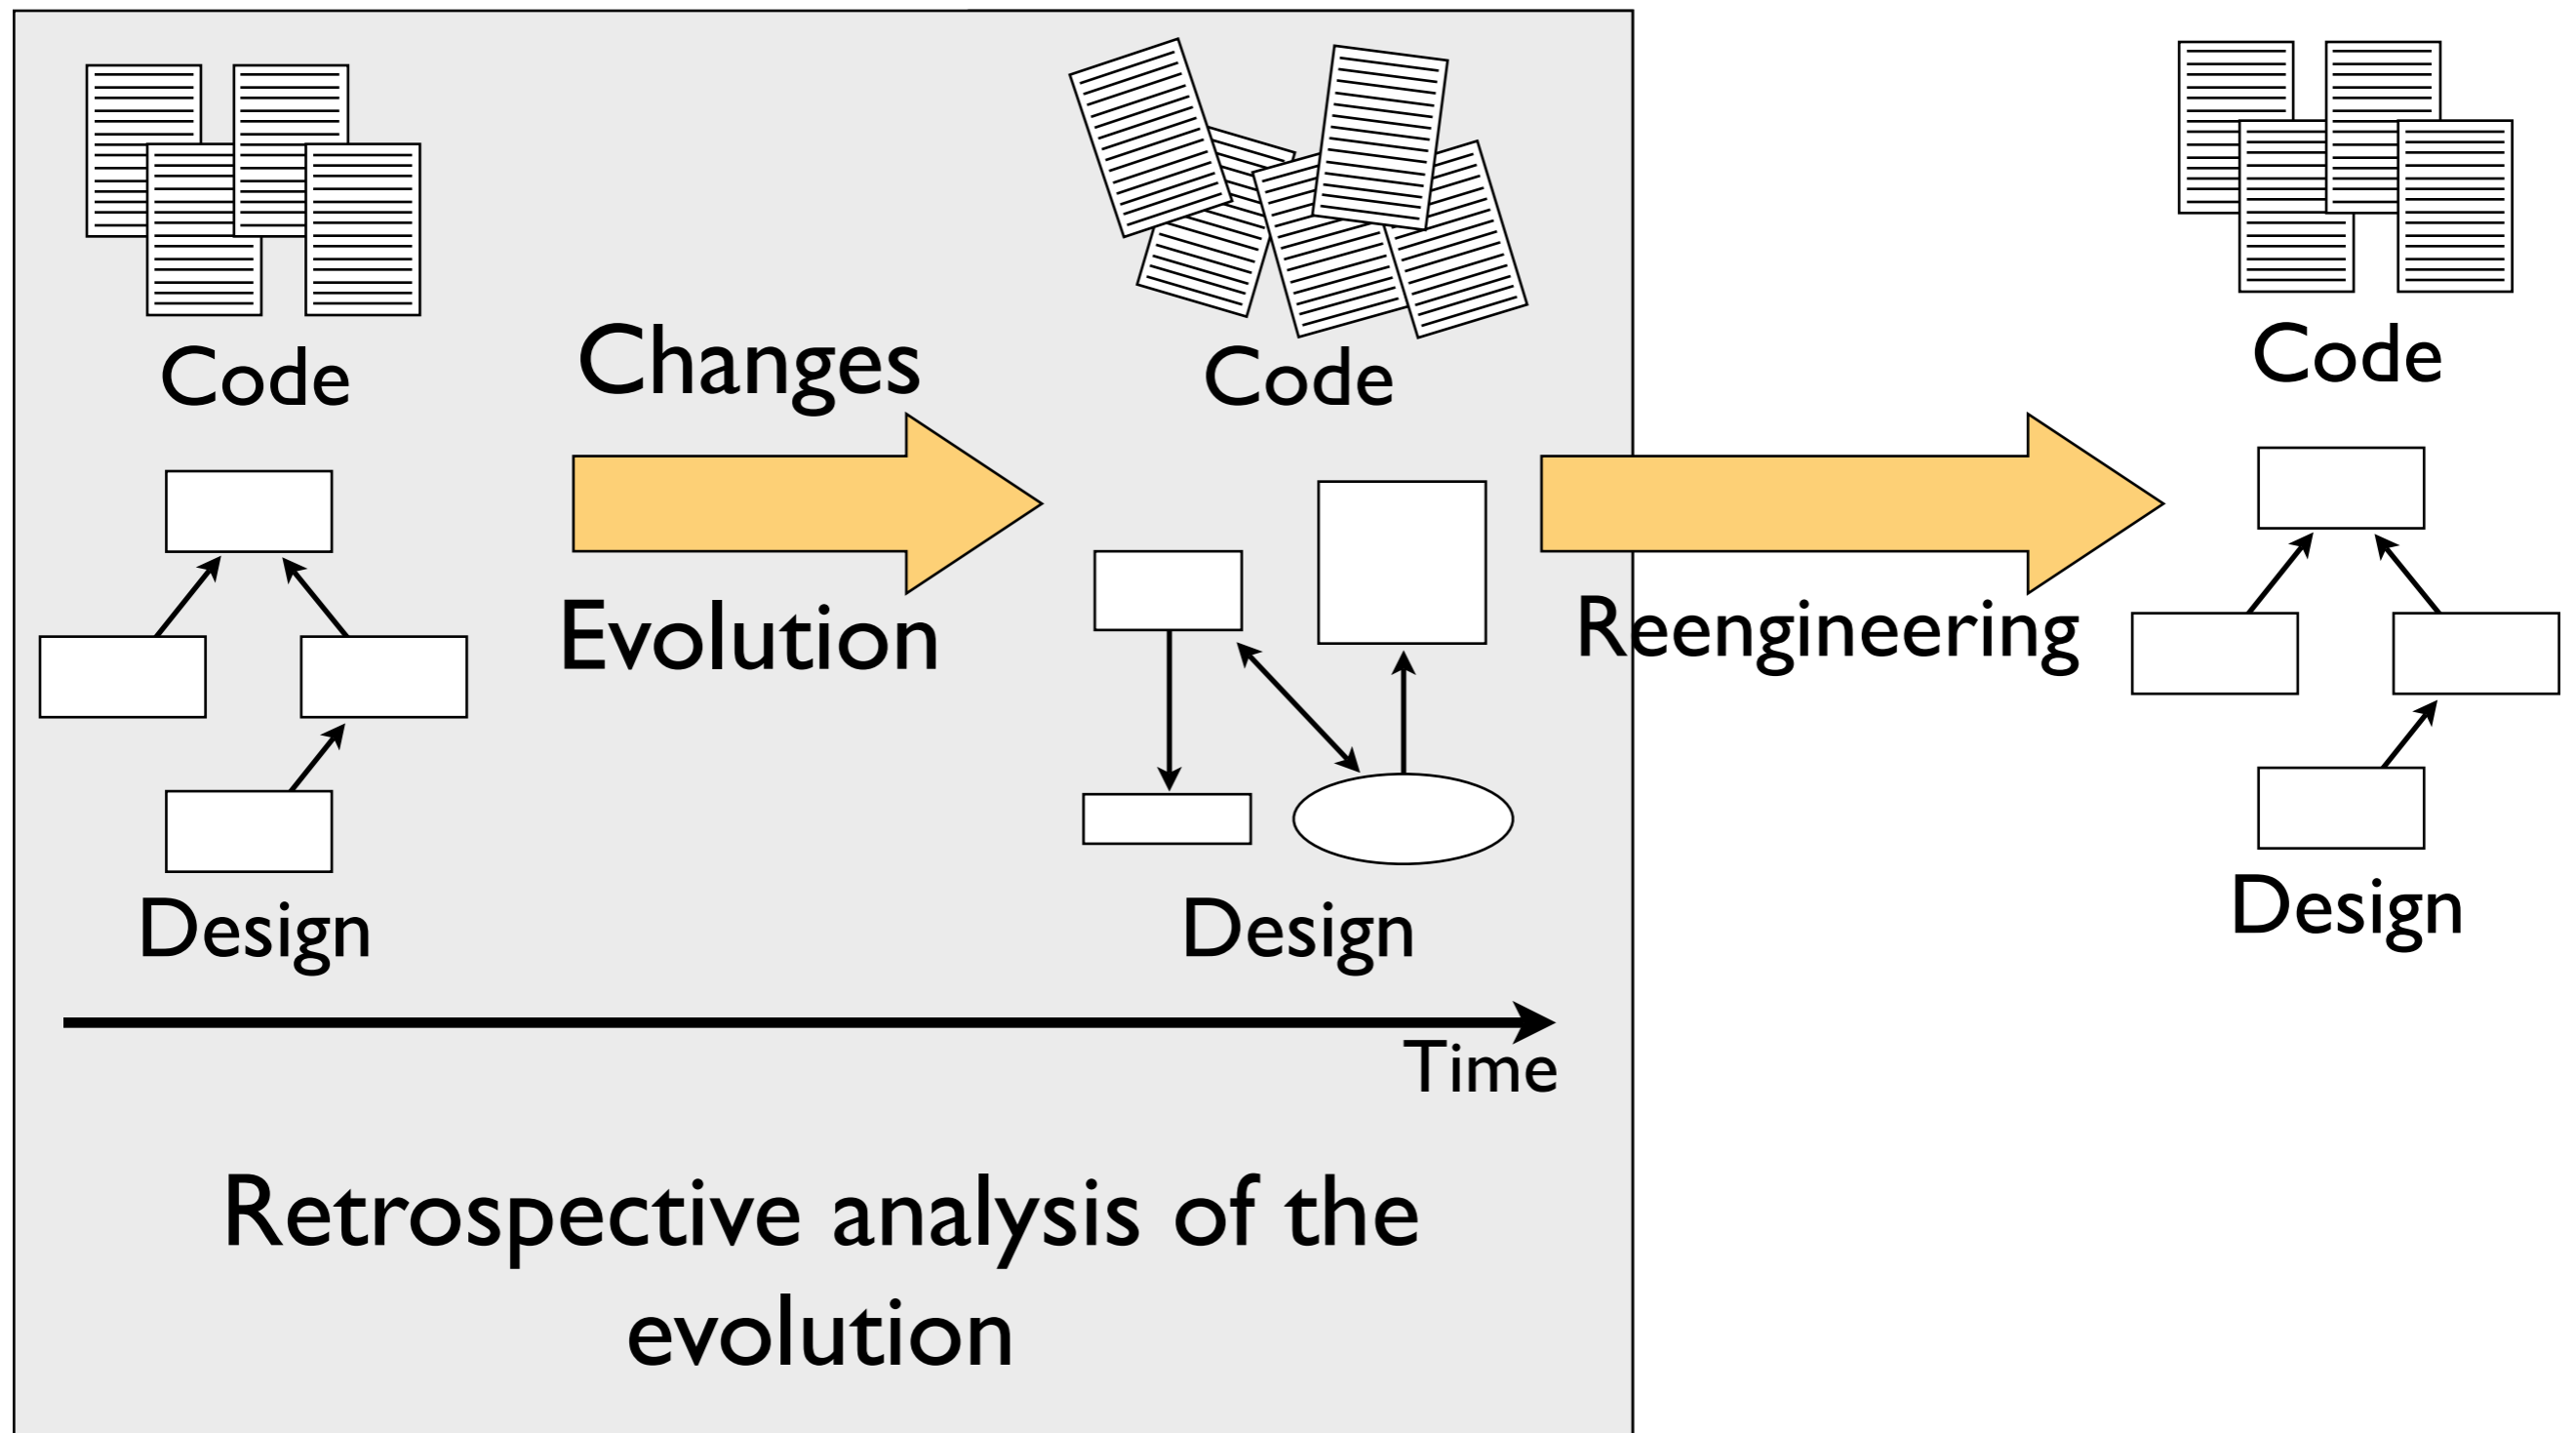 Code
Changes
Evolution
Code
Reengineering
Code
Design
Design
Design
Time
Retrospective analysis of the
evolution